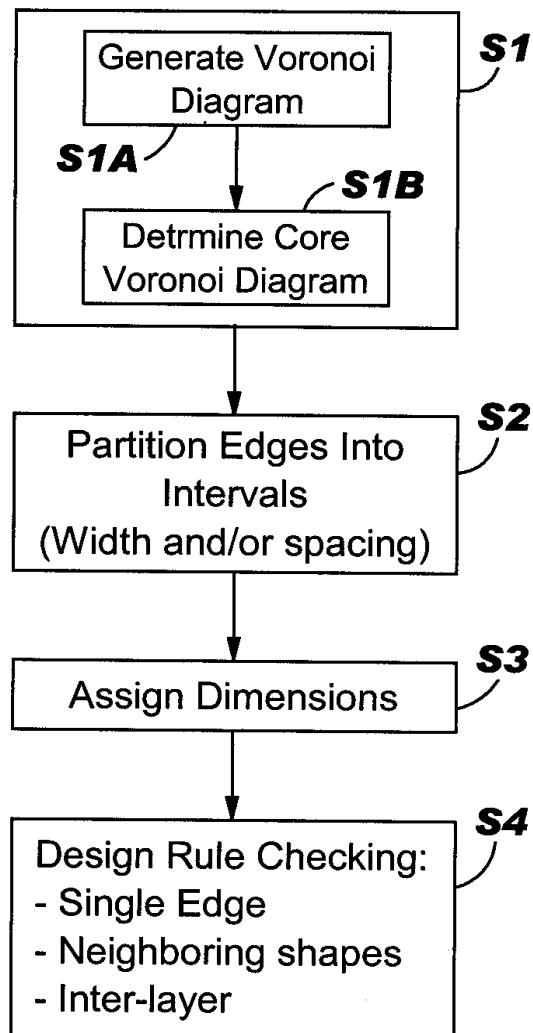 Generate Voronoi
Diagram
S1
S1A
S1B
Detrmine Core
Voronoi Diagram
S2
Partition Edges Into
Intervals
(Width and/or spacing)
S3
Assign Dimensions
S4
Design Rule Checking:
- Single Edge
- Neighboring shapes
- Inter-layer